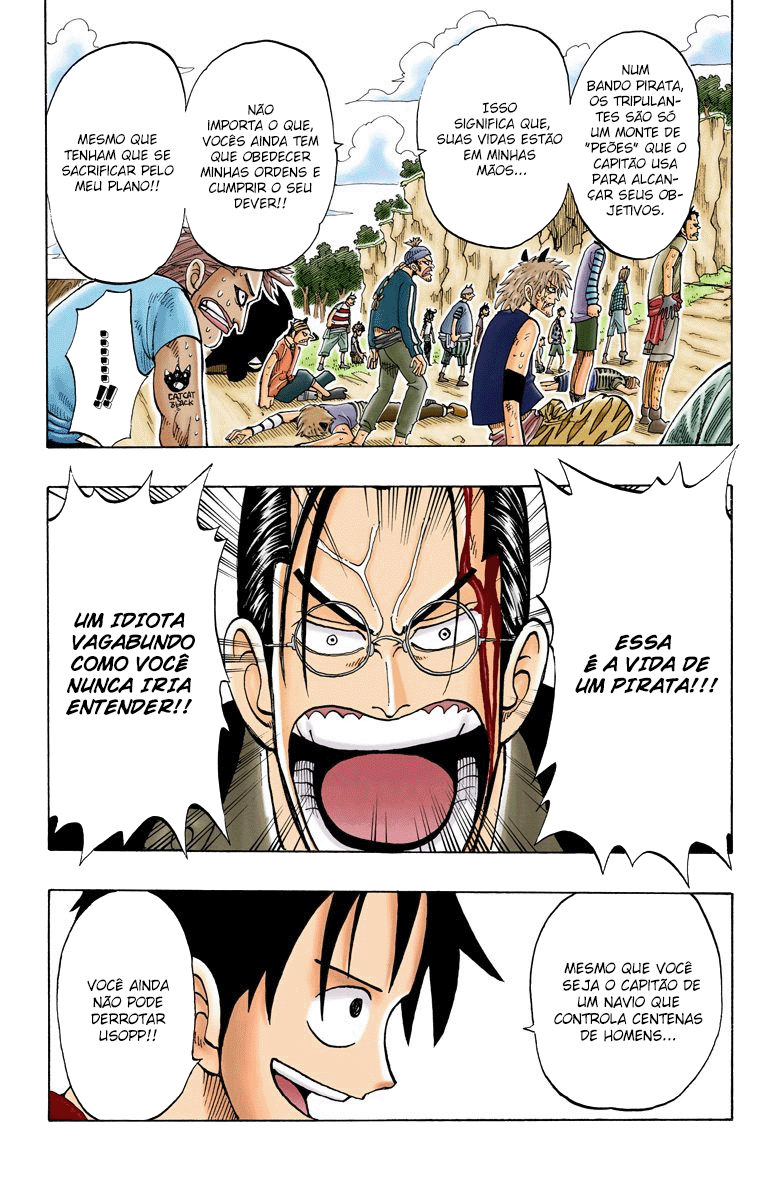 NUM
BANDO PIRATA,
OS TRIPULAN-
TES SÃO SÓ
UM MONTE DE
"PEÕES" QUE O
CAPITÃO USA
PARA ALCAN-
ÇAR SEUS OB-
JETIVOS.
ISSO
SIGNIFICA QUE,
SUAS VIDAS ESTÃO
EM MINHAS
MÃOS...
NÃO
IMPORTA O QUE,
VOCÊS AINDA TEM
QUE OBEDECER
MINHAS ORDENS E
CUMPRIR O SEU
DEVER!!
MESMO QUE
TENHAM QUE SE
SACRIFICAR PELO
MEU PLANO!!
......!!
CATCAT
BLACK
ESSA
É A VIDA DE
UM PIRATA!!!
UM IDIOTA
VAGABUNDO
COMO VOCÊ
NUNCA IRIA
ENTENDER!!
MESMO QUE VOCÊ
SEJA O CAPITÃO DE
UM NAVIO QUE
CONTROLA CENTENAS
DE HOMENS...
VOCÊ AINDA
NÃO PODE
DERROTAR
USOPP!!